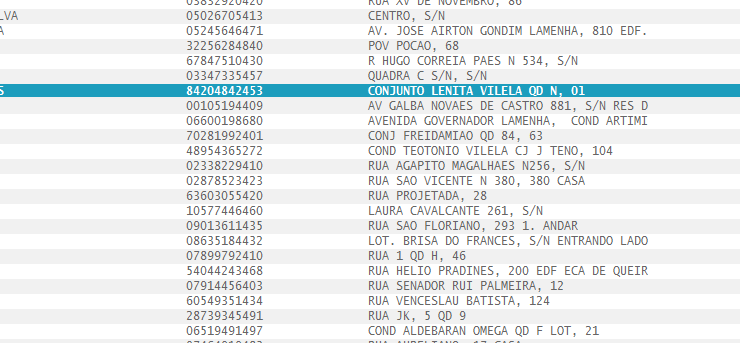 RUA XV DE NOVEMBRO, 86
LVA 05026705413 CENTRO, S/N
A 05245646471 AV. JOSE AIRTON GONDIM LAMENHA, 810 EDF.
32256284840 POV POCAO, 68
67847510430 R HUGO CORREIA PAES N 534, S/N
03347335457 QUADRA C S/N, S/N
S 84204842453 CONJUNTO LENITA VILELA QD N, 01
00105194409 AV GALBA NOVAES DE CASTRO 881, S/N RES D
06600198680 AVENIDA GOVERNADOR LAMENHA, COND ARTIMI
70281992401 CONJ FREIDAMIAO QD 84, 63
48954365272 COND TEOTONIO VILELA CJ J TENO, 104
02338229410 RUA AGAPITO MAGALHAES N256, S/N
02878523423 RUA SAO VICENTE N 380, 380 CASA
63603055420 RUA PROJETADA, 28
10577446460 LAURA CAVALCANTE 261, S/N
09013611435 RUA SAO FLORIANO, 293 1. ANDAR
08635184432 LOT. BRISA DO FRANCES, S/N ENTRANDO LADO
07899792410 RUA 1 QD H, 46
54044243468 RUA HELIO PRADINES, 200 EDF ECA DE QUEIR
07914456403 RUA SENADOR RUI PALMEIRA, 12
60549351434 RUA VENCESLAU BATISTA, 124
28739345491 RUA JK, 5 QD 9
06519491497 COND ALDEBARAN OMEGA QD F LOT, 21